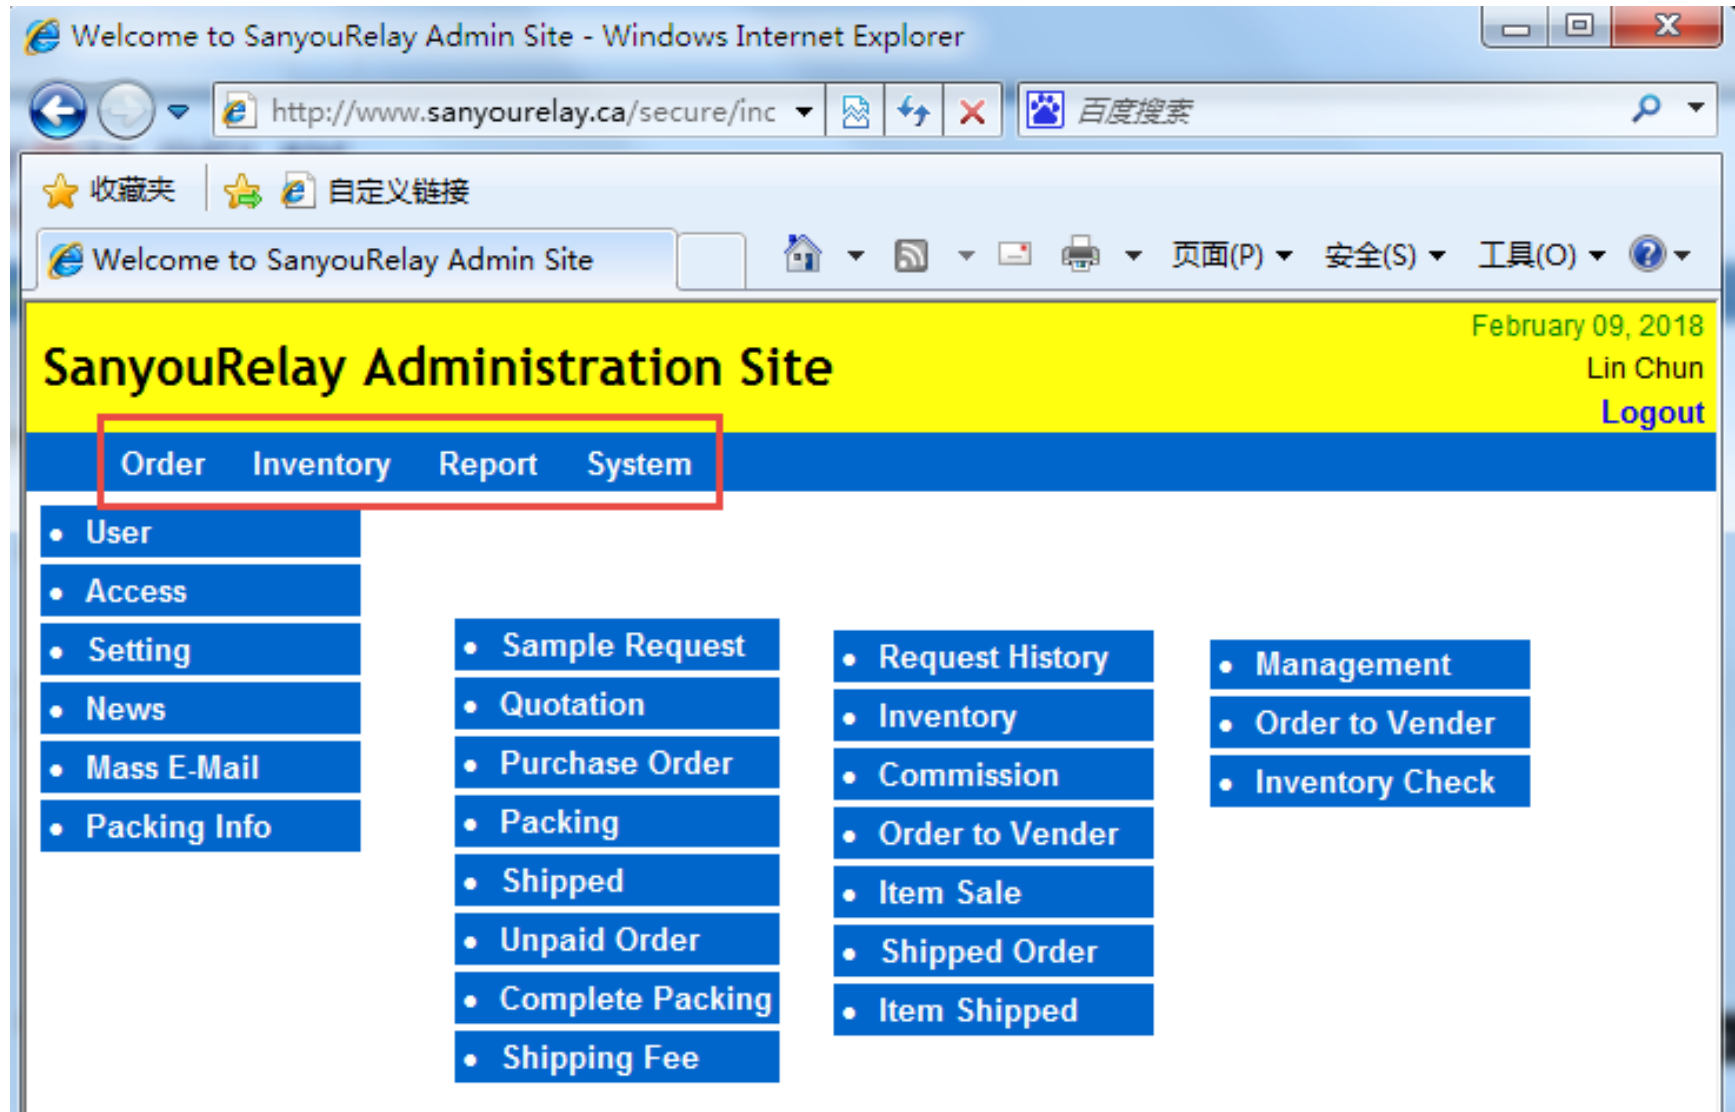 Welcome to SanyouRelay Admin Site - Windows Internet Explorer
http://www.sanyourelay.ca/secure/inc
百度搜索
收藏夹
自定义链接
Welcome to SanyouRelay Admin Site
页面(P)
安全(S)
工具(O)
February 09, 2018
SanyouRelay Administration Site
Lin Chun
Logout
Order Inventory Report System
User
Access
Setting
News
Mass E-Mail
Packing Info
Sample Request
Quotation
Purchase Order
Packing
Shipped
Unpaid Order
Complete Packing
Shipping Fee
Request History
Inventory
Commission
Order to Vender
Item Sale
Shipped Order
Item Shipped
Management
Order to Vender
Inventory Check